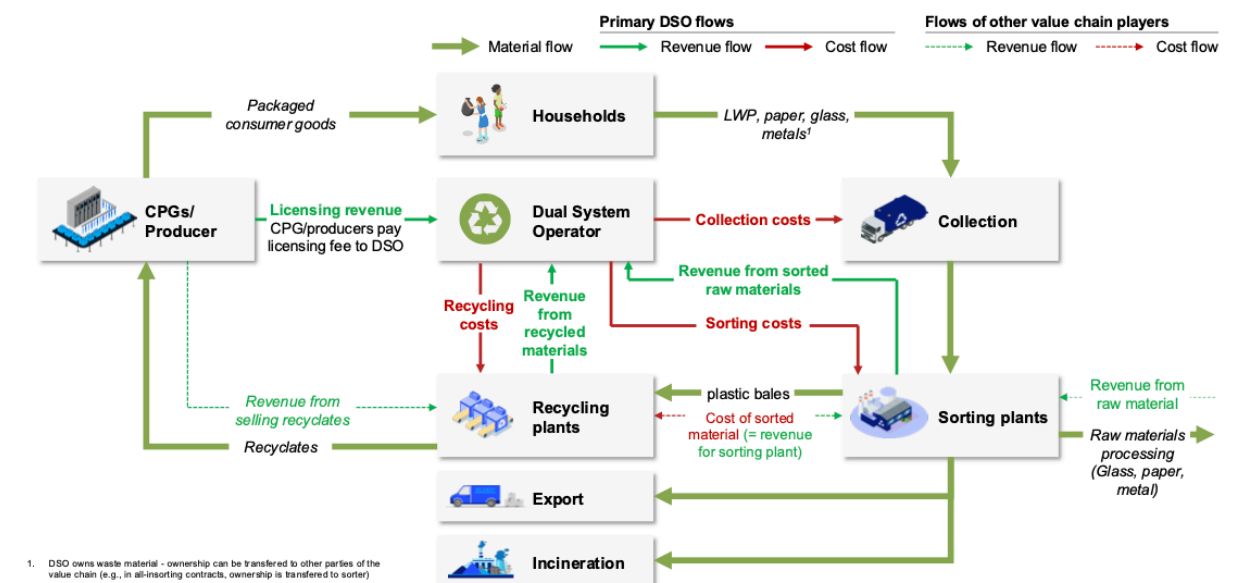 Primary DSO flows
Flows of other value chain players
Material flow
Revenue flow
Cost flow
Revenue flow
Cost flow
Packaged
consumer goods
Households
LWP, paper, glass,
metals1
CPGs/
Producer
Licensing revenue
CPG/producers pay
licensing fee to DSO
Dual System
Operator
Collection costs
Collection
Recycling
costs
Revenue
from
recycled
materials
Revenue from sorted
raw materials
Sorting costs
Revenue from
selling recyclates
Recyclates
Recycling
plants
plastic bales
Cost of sorted
material (= revenue
for sorting plant)
Sorting plants
Revenue from
raw material
Raw materials
processing
(Glass, paper,
metal)
Export
Incineration
1. DSO owns waste material - ownership can be transfered to other parties of the
value chain (e.g., in all-insorting contracts, ownership is transfered to sorter)